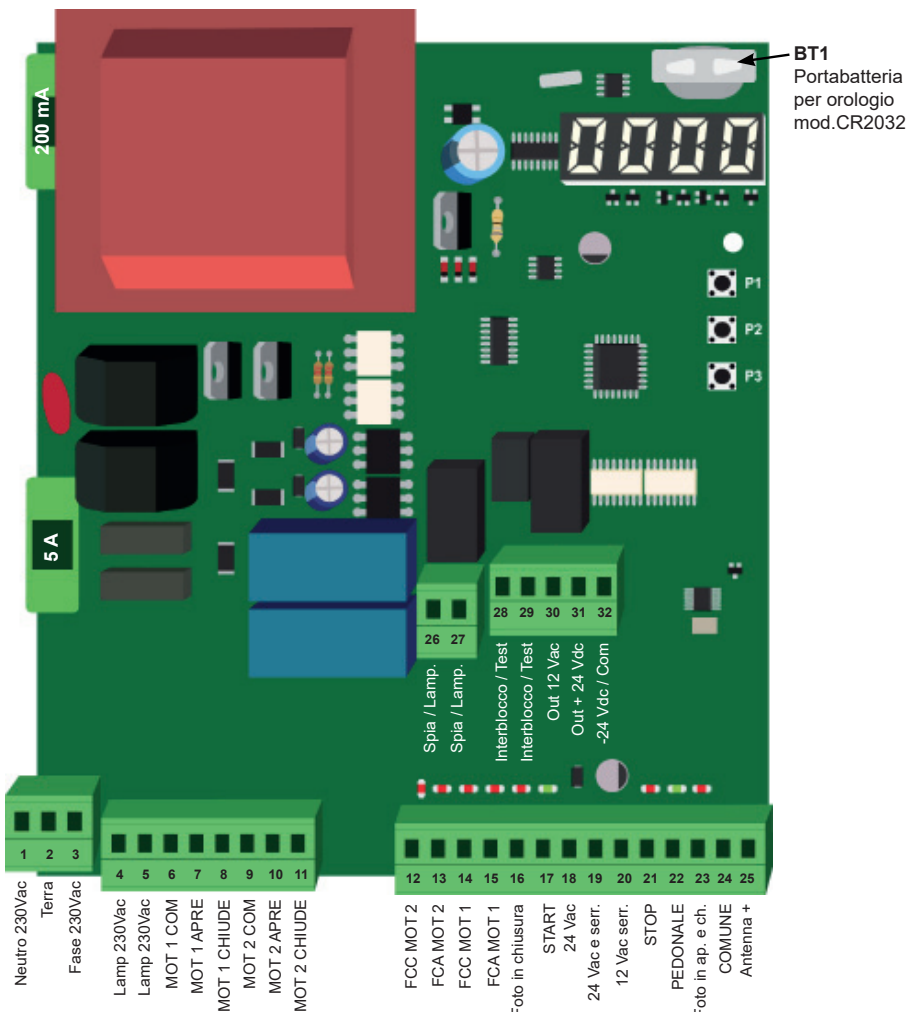 BT1
Portabatteria
per orologio
mod.CR2032
200 mA
P1
P2
P3
5 A
26 27
28 29 30 31 32
Spia / Lamp.
Spia / Lamp.
Interblocco / Test
Interblocco / Test
Out 12 Vac
Out + 24 Vdc
-24 Vdc / Com
1 2 3
4 5 6 7 8 9 10 11
12 13 14 15 16 17 18 19 20 21 22 23 24 25
Neutro 230Vac
Terra
Fase 230Vac
Lamp 230Vac
Lamp 230Vac
MOT 1 COM
MOT 1 APRE
MOT 1 CHIUDE
MOT 2 COM
MOT 2 APRE
MOT 2 CHIUDE
FCC MOT 2
FCA MOT 2
FCC MOT 1
FCA MOT 1
Foto in chiusura
START
24 Vac
24 Vac e serr.
12 Vac serr.
STOP
PEDONALE
Foto in ap. e ch.
COMUNE
Antenna +